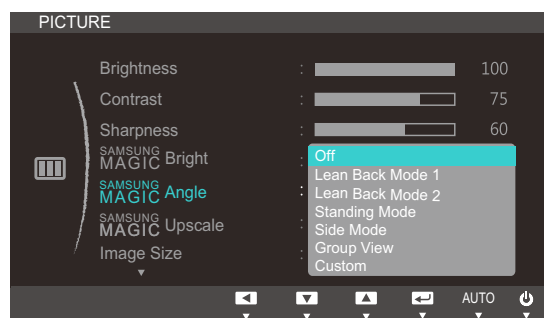 PICTURE
Brightness : 100
Contrast : 75
Sharpness : 60
SAMSUNG MAGIC Bright :
SAMSUNG MAGIC Angle :
SAMSUNG MAGIC Upscale :
Image Size :
Off
Lean Back Mode 1
Lean Back Mode 2
Standing Mode
Side Mode
Group View
Custom
AUTO